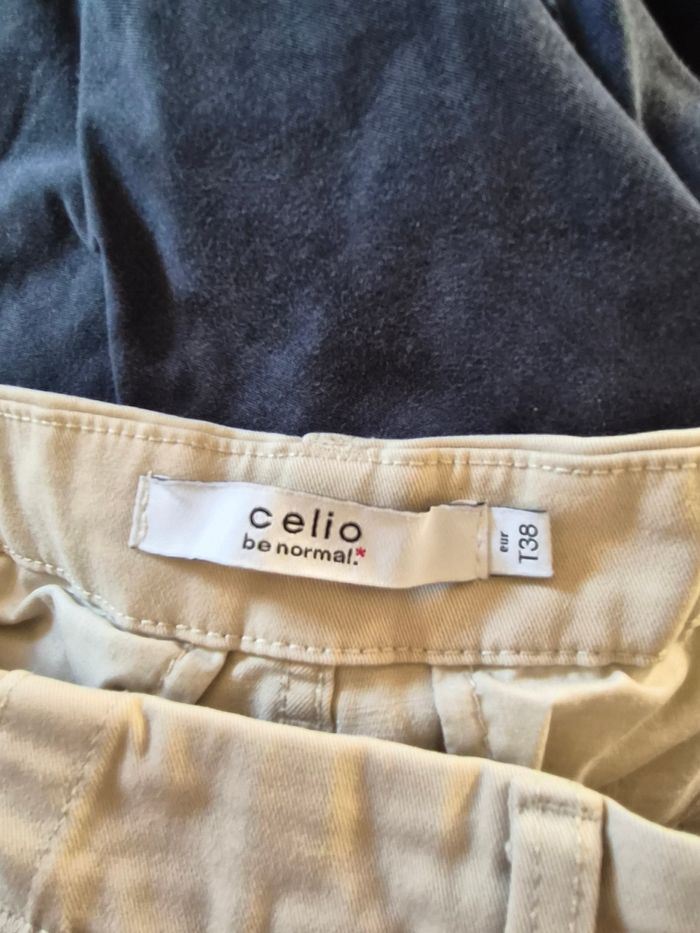 celio
be normal.*
eur
T38